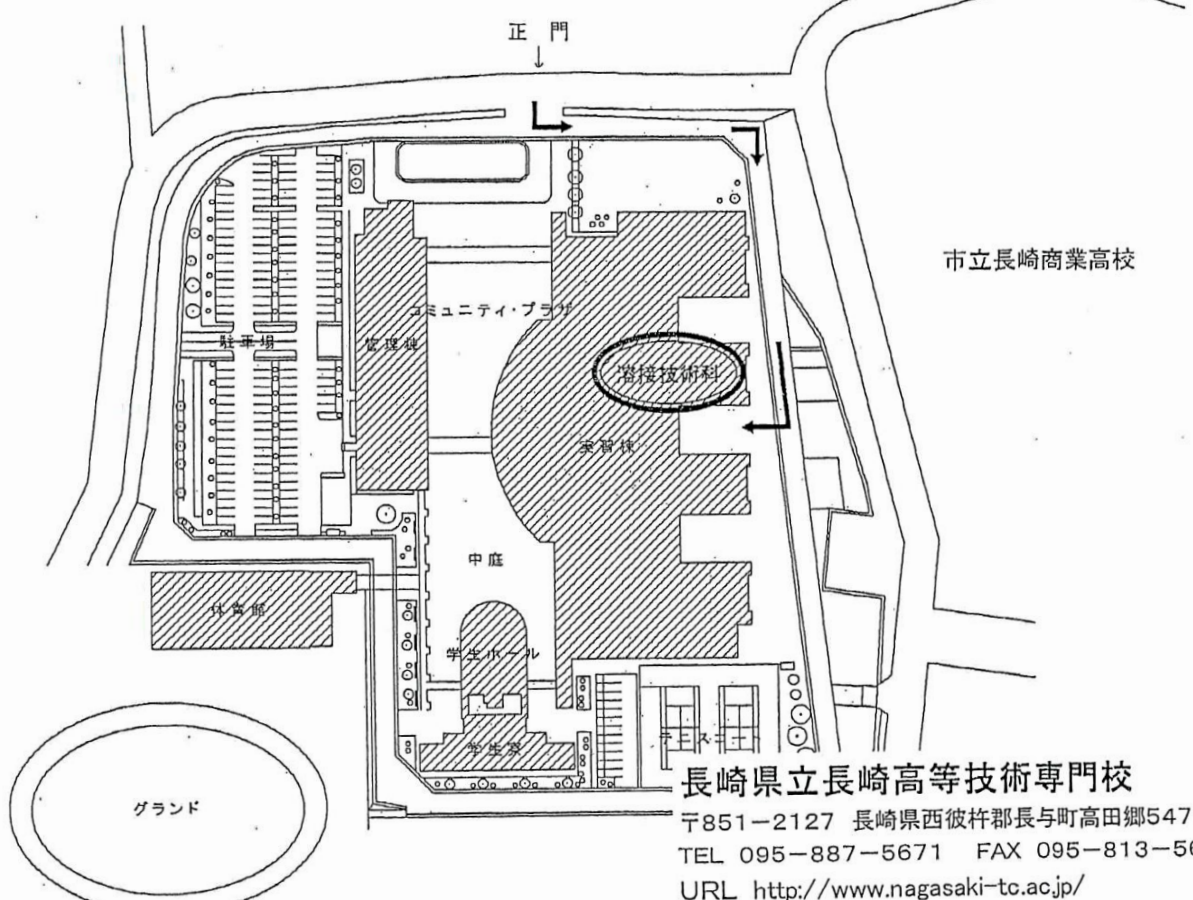 正門
市立長崎商業高校
コミュニティ・プラザ
駐車場
管理棟
溶接技術科
実習棟
中庭
体育館
学生ホール
学生寮
テニスコー
グランド
長崎県立長崎高等技術専門校
〒851-2127 長崎県西彼杵郡長与町高田郷547
TEL 095-887-5671 FAX 095-813-56
URL http://www.nagasaki-tc.ac.jp/